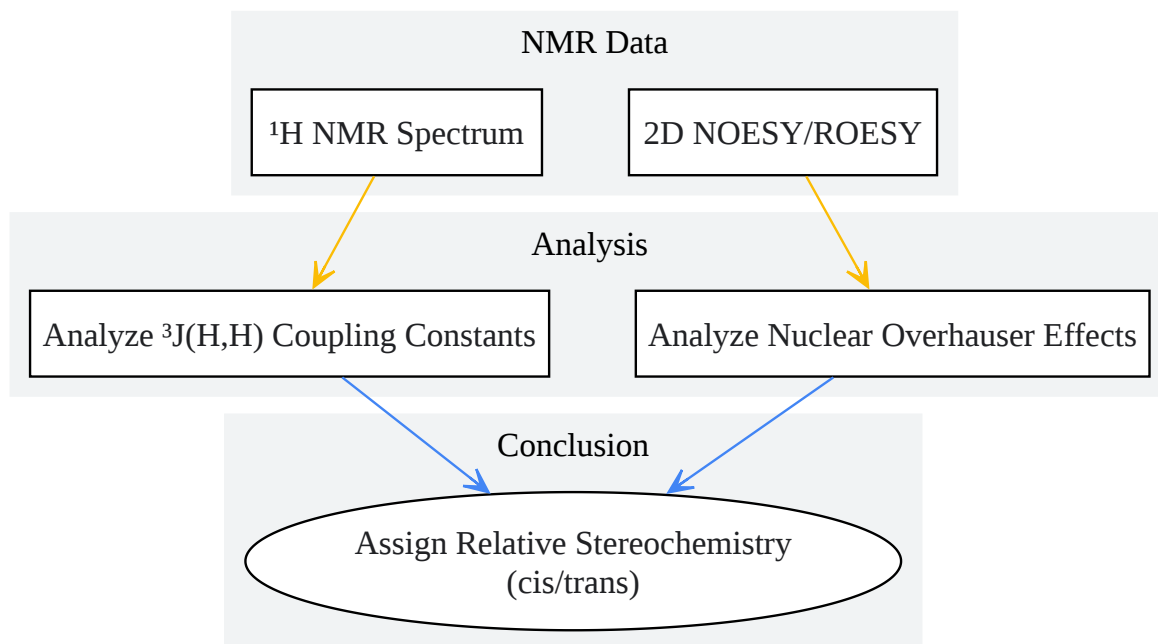 NMR Data
¹H NMR Spectrum
2D NOESY/ROESY
Analysis
Analyze ³J(H,H) Coupling Constants
Analyze Nuclear Overhauser Effects
Conclusion
Assign Relative Stereochemistry
(cis/trans)